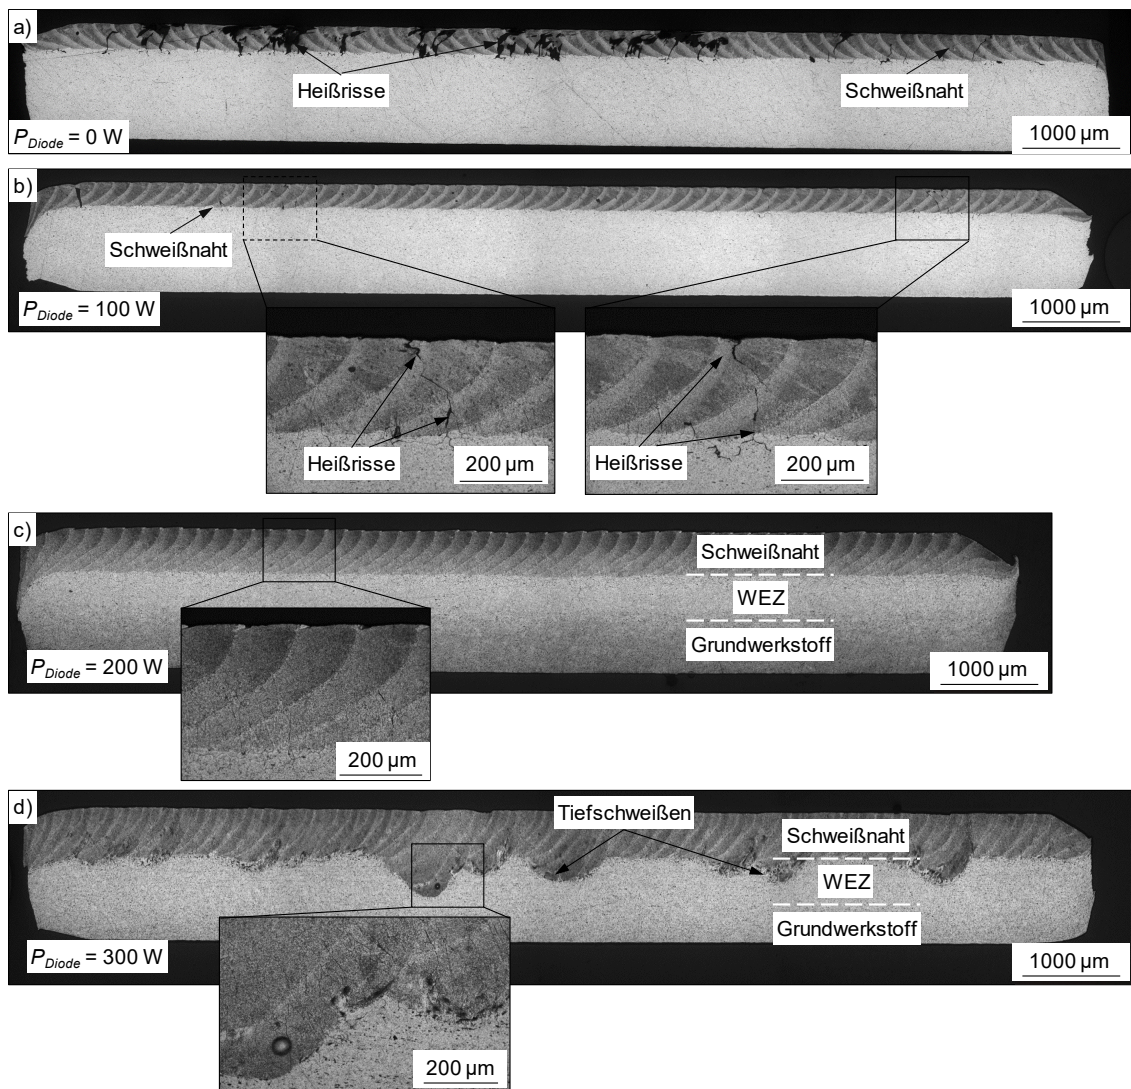 a)
Heißrisse
Schweißnaht
P_Diode = 0 W
1000 µm
b)
Schweißnaht
P_Diode = 100 W
1000 µm
Heißrisse
200 µm
Heißrisse
200 µm
c)
Schweißnaht
WEZ
Grundwerkstoff
P_Diode = 200 W
1000 µm
200 µm
d)
Tiefschweißen
Schweißnaht
WEZ
Grundwerkstoff
P_Diode = 300 W
1000 µm
200 µm